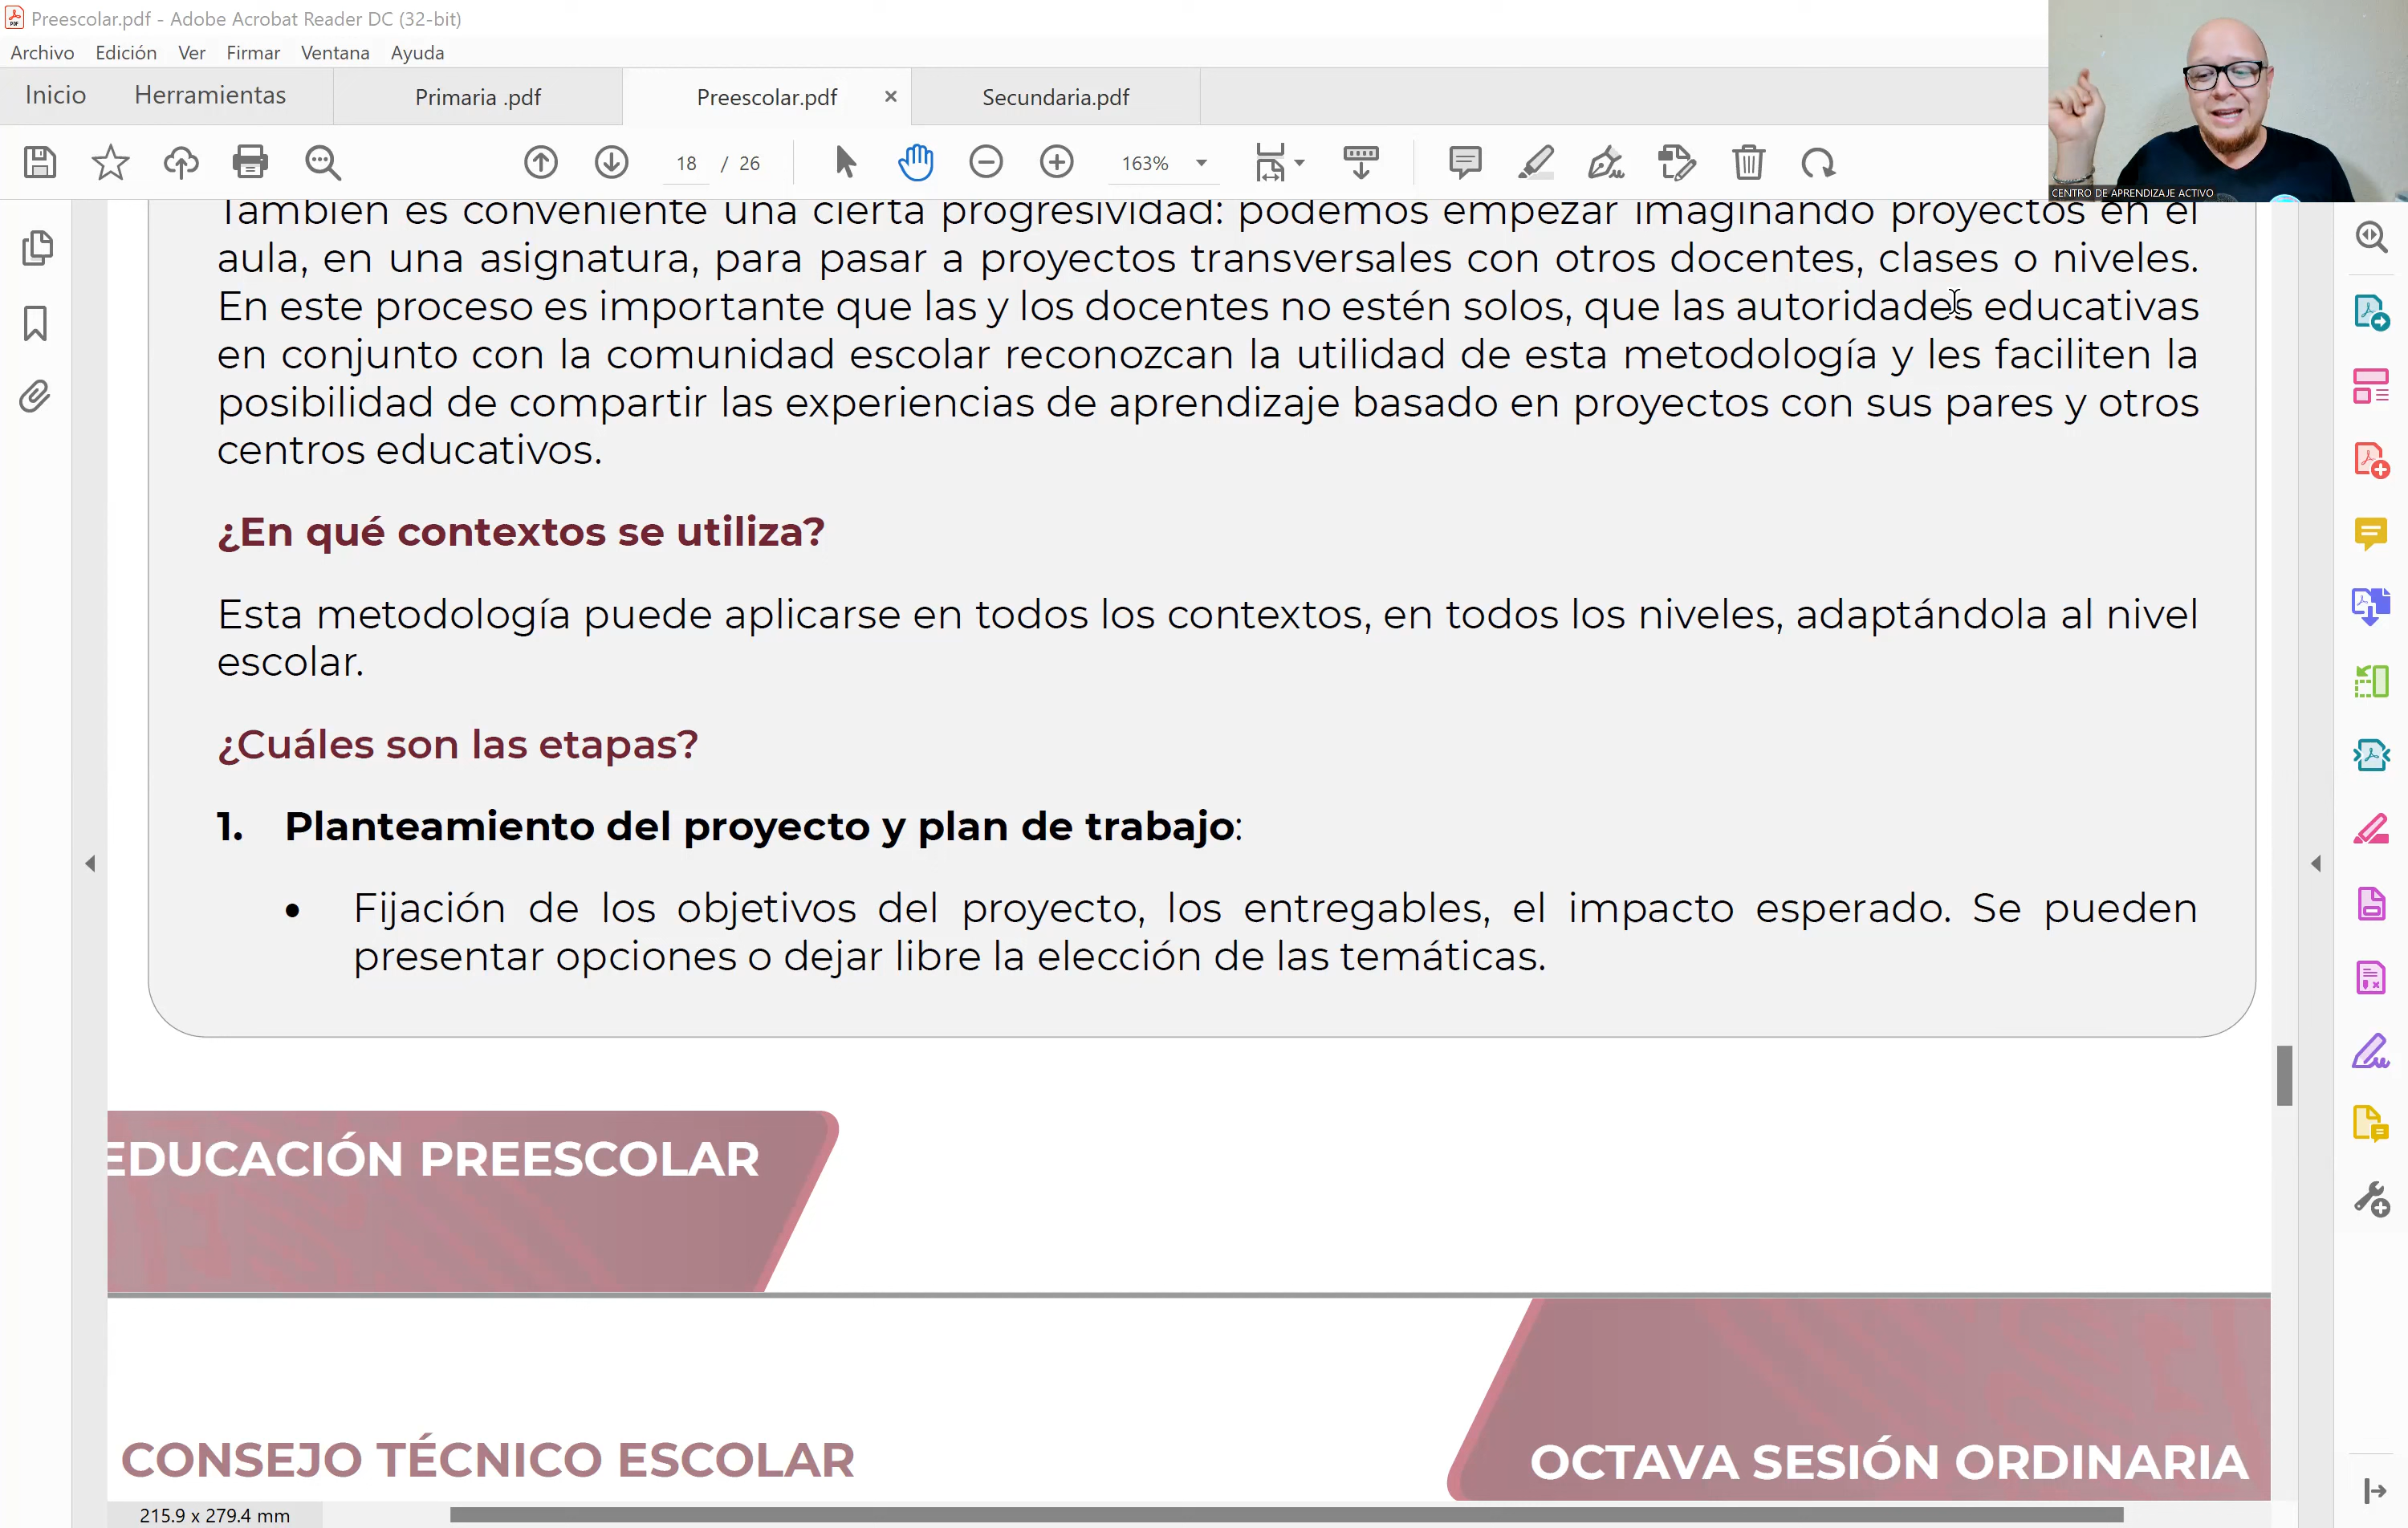 Preescolar.pdf - Adobe Acrobat Reader DC (32-bit)
Archivo Edición Ver Firmar Ventana Ayuda
Inicio Herramientas Primaria .pdf Preescolar.pdf × Secundaria.pdf
18 / 26 163%
CENTRO DE APRENDIZAJE ACTIVO
También es conveniente una cierta progresividad: podemos empezar imaginando proyectos en el
aula, en una asignatura, para pasar a proyectos transversales con otros docentes, clases o niveles.
En este proceso es importante que las y los docentes no estén solos, que las autoridades educativas
en conjunto con la comunidad escolar reconozcan la utilidad de esta metodología y les faciliten la
posibilidad de compartir las experiencias de aprendizaje basado en proyectos con sus pares y otros
centros educativos.
¿En qué contextos se utiliza?
Esta metodología puede aplicarse en todos los contextos, en todos los niveles, adaptándola al nivel
escolar.
¿Cuáles son las etapas?
1. Planteamiento del proyecto y plan de trabajo:
• Fijación de los objetivos del proyecto, los entregables, el impacto esperado. Se pueden
presentar opciones o dejar libre la elección de las temáticas.
EDUCACIÓN PREESCOLAR
CONSEJO TÉCNICO ESCOLAR
OCTAVA SESIÓN ORDINARIA
215.9 x 279.4 mm